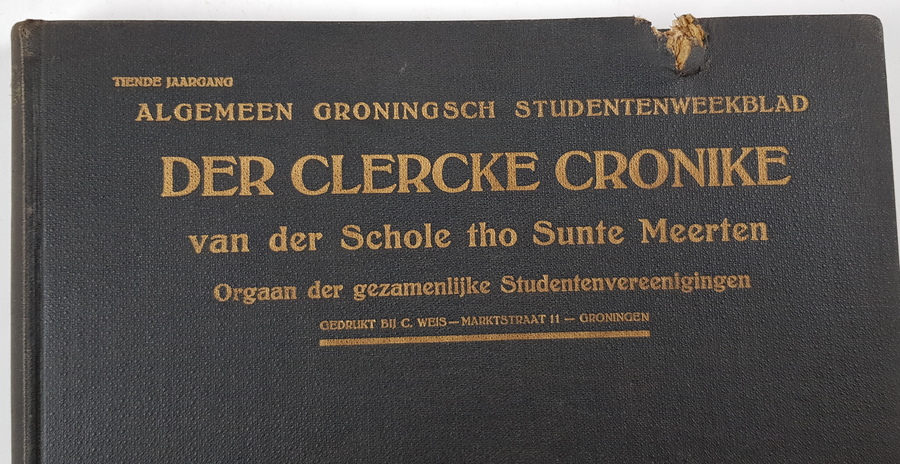 TIENDE JAARGANG
ALGEMEEN GRONINGSCH STUDENTENWEEKBLAD
DER CLERCKE CRONIKE
van der Schole tho Sunte Meerten
Orgaan der gezamenlijke Studentenvereenigingen
GEDRUKT BIJ C. WEIS — MARKTSTRAAT 11 — GRONINGEN